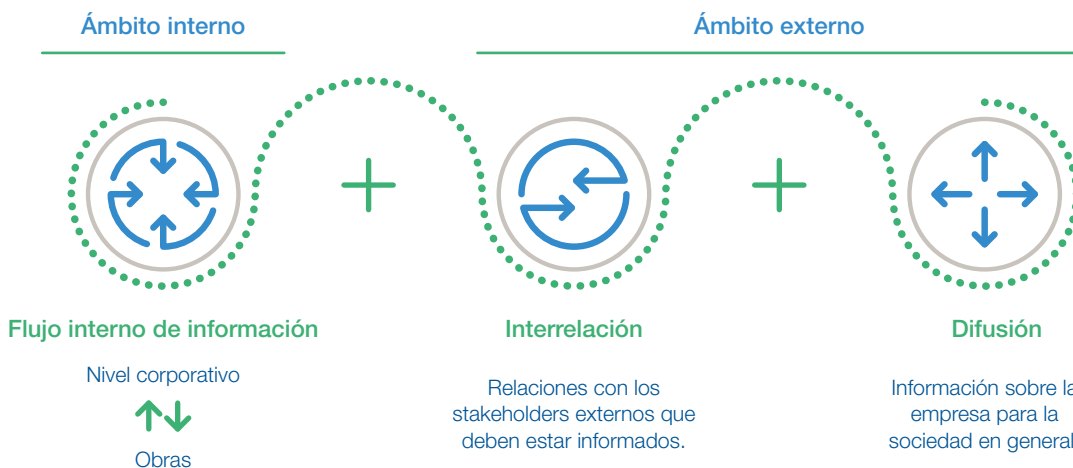 Ámbito interno
Ámbito externo
Flujo interno de información
Nivel corporativo
Obras
Interrelación
Relaciones con los
stakeholders externos que
deben estar informados.
Difusión
Información sobre la
empresa para la
sociedad en general